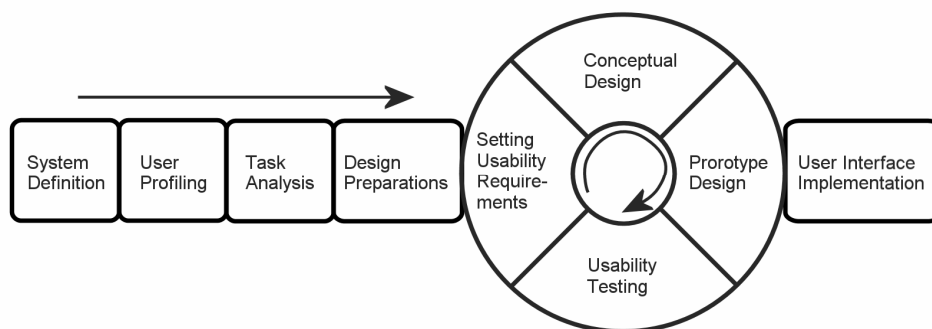 System
Definition
User
Profiling
Task
Analysis
Design
Preparations
Setting
Usability
Require-
ments
Conceptual
Design
Prorotype
Design
Usability
Testing
User Interface
Implementation